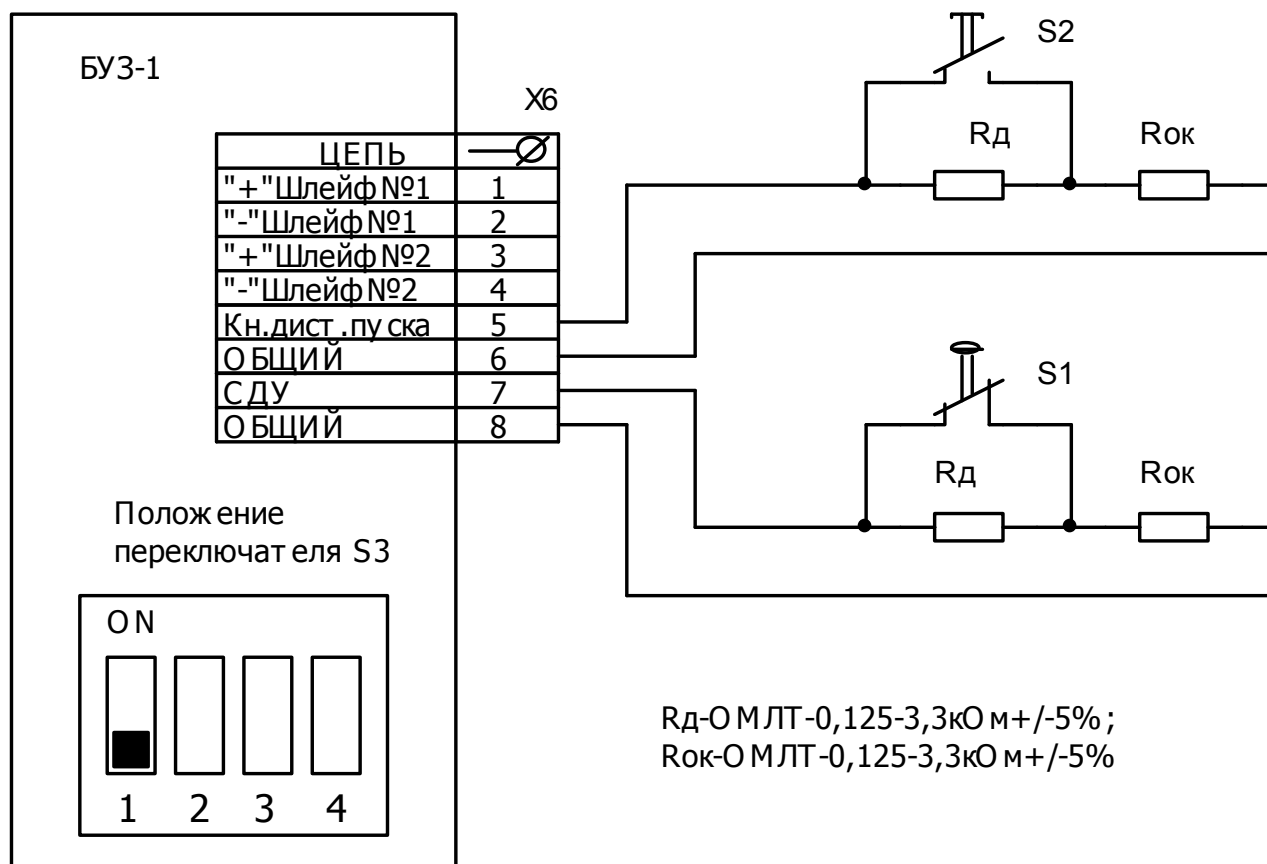 БУЗ-1
X6
ЦЕПЬ
"+"Шлейф №1 1
"-"Шлейф №1 2
"+"Шлейф №2 3
"-"Шлейф №2 4
Кн.дист.пуска 5
ОБЩИЙ 6
СДУ 7
ОБЩИЙ 8
S2
Rд Rок
S1
Rд Rок
Положение
переключателя S3
ON
1 2 3 4
Rд-ОМЛТ-0,125-3,3кОм+/-5%;
Rок-ОМЛТ-0,125-3,3кОм+/-5%